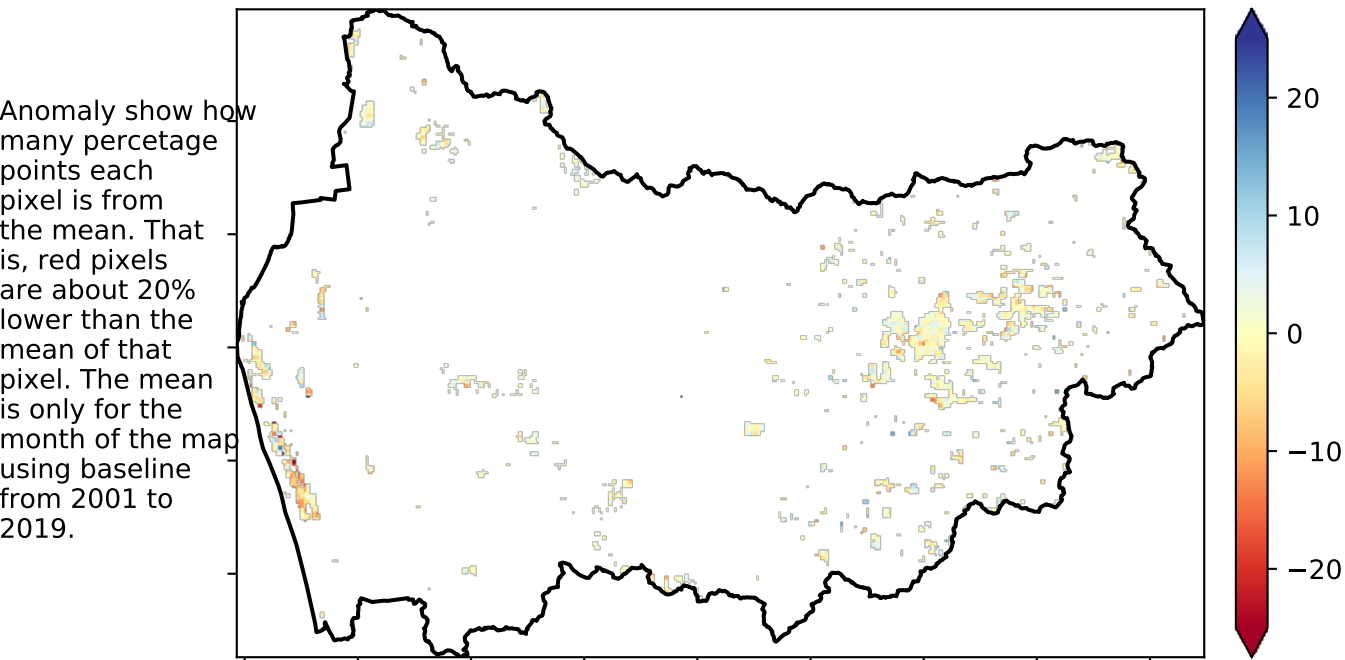 Anomaly show how
many percetage
points each
pixel is from
the mean. That
is, red pixels
are about 20%
lower than the
mean of that
pixel. The mean
is only for the
month of the map
using baseline
from 2001 to
2019.
20
10
0
−10
−20